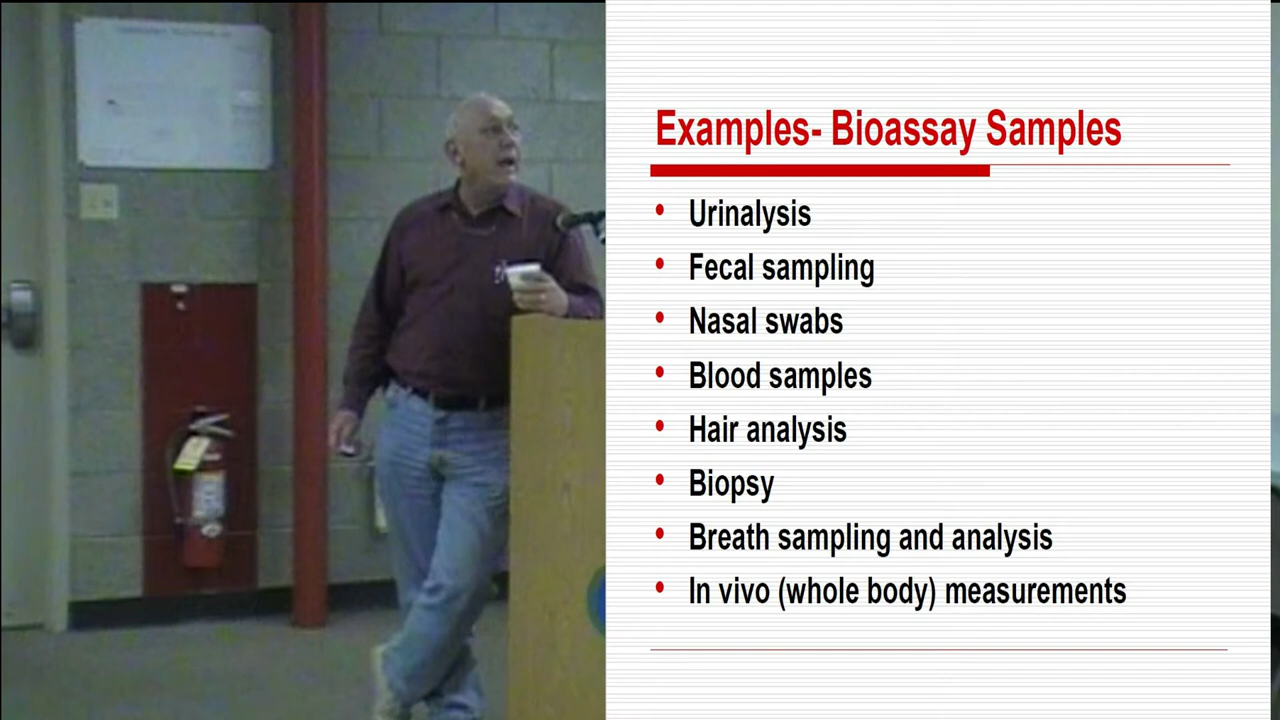 Examples- Bioassay Samples
• Urinalysis
• Fecal sampling
• Nasal swabs
• Blood samples
• Hair analysis
• Biopsy
• Breath sampling and analysis
• In vivo (whole body) measurements